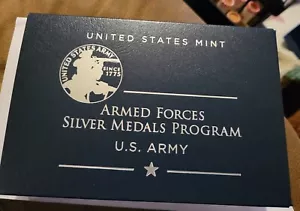 UNITED STATES MINT
UNITED STATES ARMY
SINCE
1775
ARMED FORCES
SILVER MEDALS PROGRAM
U.S. ARMY